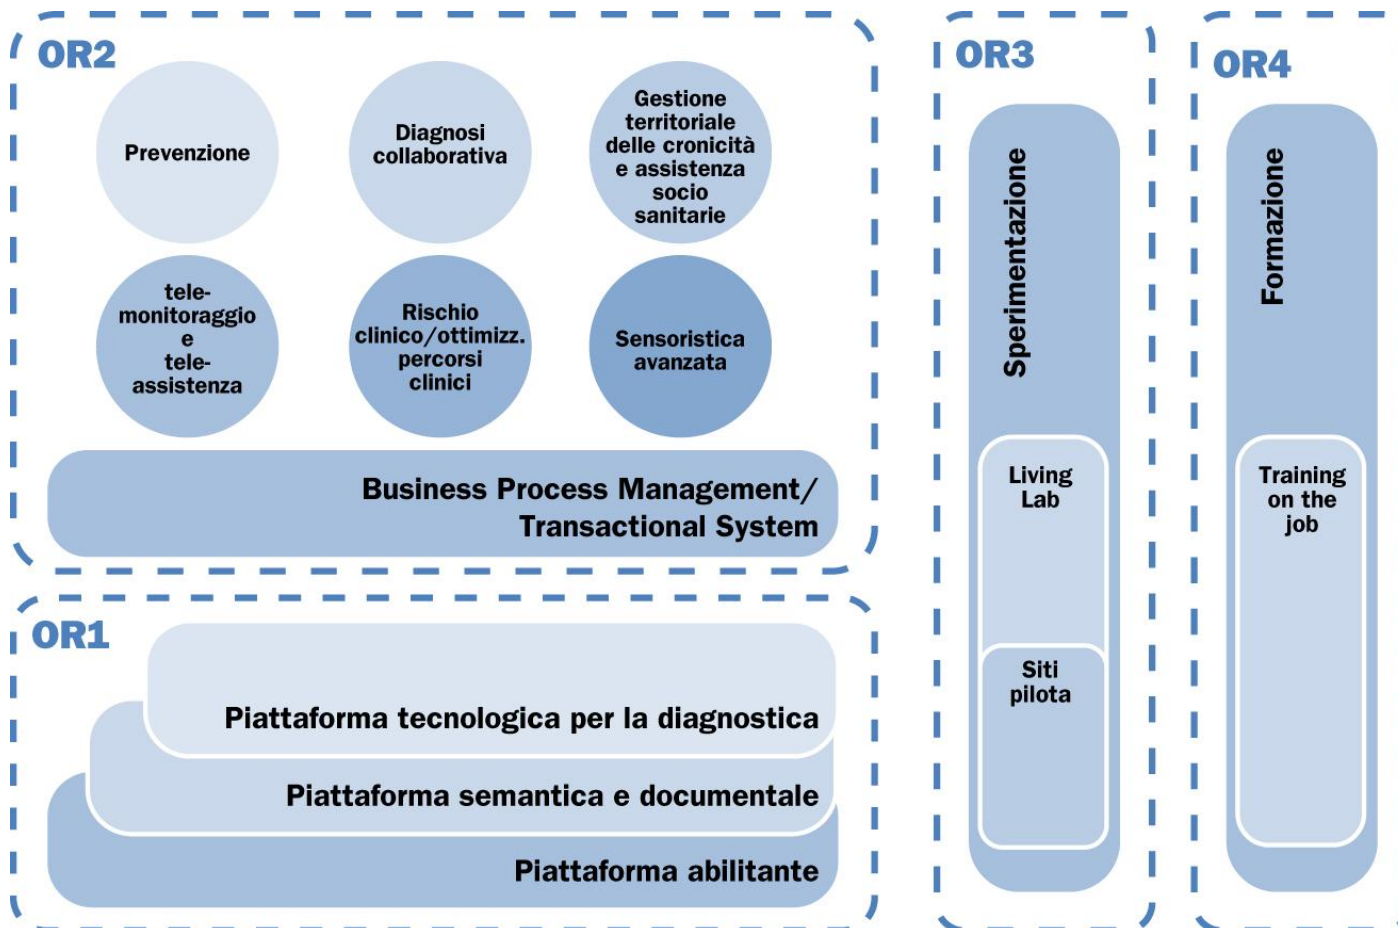 OR2
Prevenzione
Diagnosi
collaborativa
Gestione
territoriale
delle cronicità
e assistenza
socio
sanitarie
tele-
monitoraggio
e
tele-
assistenza
Rischio
clinico/ottimizz.
percorsi
clinici
Sensoristica
avanzata
Business Process Management/
Transactional System
OR1
Piattaforma tecnologica per la diagnostica
Piattaforma semantica e documentale
Piattaforma abilitante
OR3
Sperimentazione
Living
Lab
Siti
pilota
OR4
Formazione
Training
on the
job